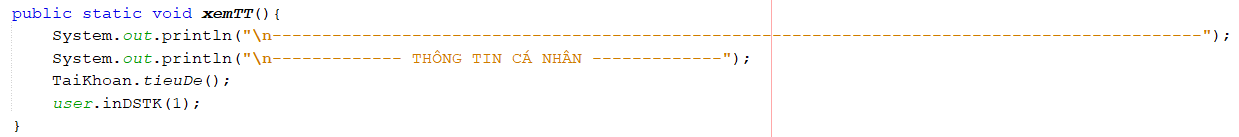 public static void xemTT(){
System.out.println("\n---------------------------------------------------------------------------------------------");
System.out.println("\n------------- THÔNG TIN CÁ NHÂN -------------");
TaiKhoan.tieuDe();
user.inDSTK(1);
}